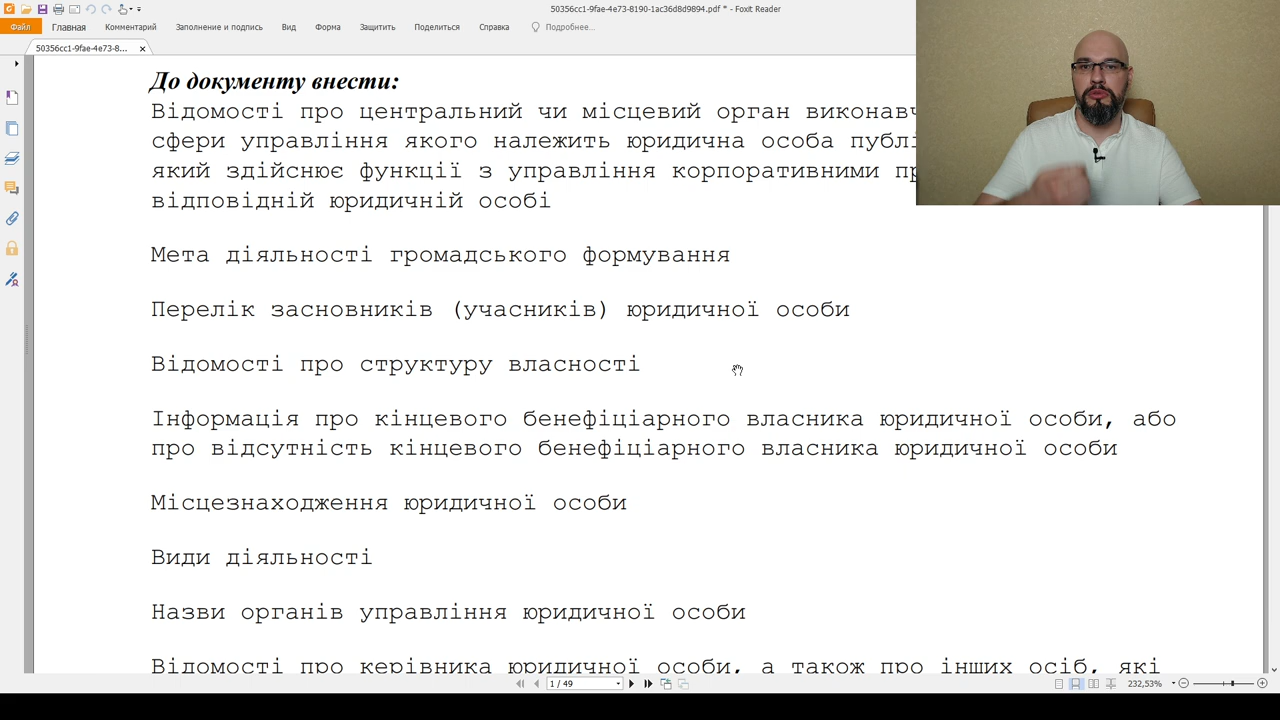 50356cc1-9fae-4e73-8190-1ac36d8d9894.pdf * - Foxit Reader
Файл Главная Комментарий Заполнение и подпись Вид Форма Защитить Поделиться Справка Подробнее...
50356cc1-9fae-4e73-8...
До документу внести:
Відомості про центральний чи місцевий орган
сфери управління якого належить юридична особа
який здійснює функції з управління корпоративними
відповідній юридичній особі
Мета діяльності громадського формування
Перелік засновників (учасників) юридичної особи
Відомості про структуру власності
Інформація про кінцевого бенефіціарного власника юридичної особи, або
про відсутність кінцевого бенефіціарного власника юридичної особи
Місцезнаходження юридичної особи
Види діяльності
Назви органів управління юридичної особи
Відомості про керівника юридичної особи, а також про інших осіб, які
1 / 49
232,53%